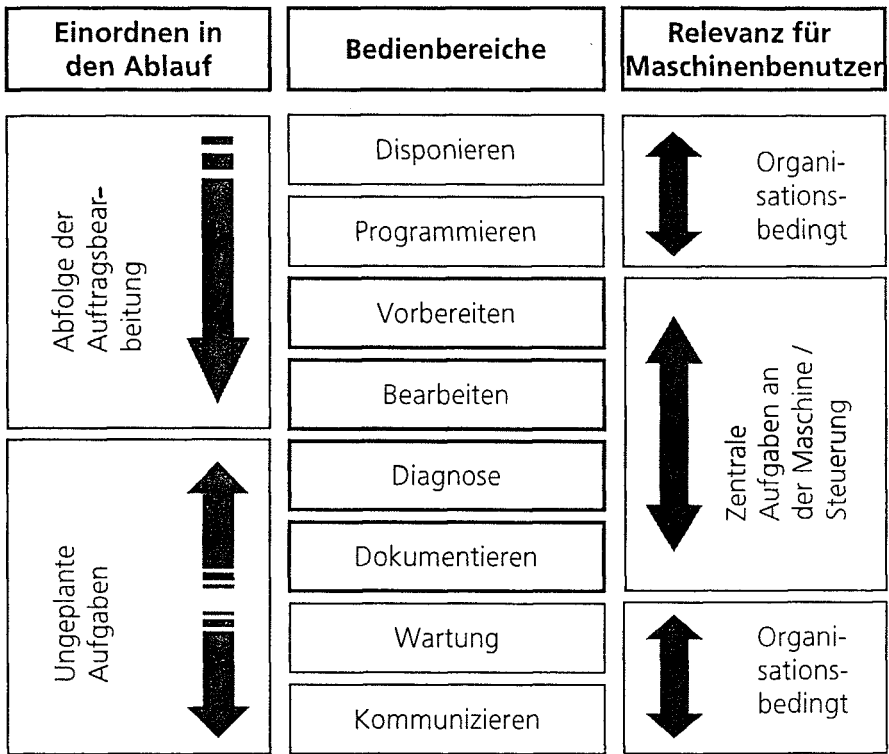 Einordnen in
den Ablauf
Bedienbereiche
Relevanz für
Maschinenbenutzer
Abfolge der
Auftragsbear-
beitung
Ungeplante
Aufgaben
Disponieren
Programmieren
Vorbereiten
Bearbeiten
Diagnose
Dokumentieren
Wartung
Kommunizieren
Organi-
sations-
bedingt
Zentrale
Aufgaben an
der Maschine /
Steuerung
Organi-
sations-
bedingt